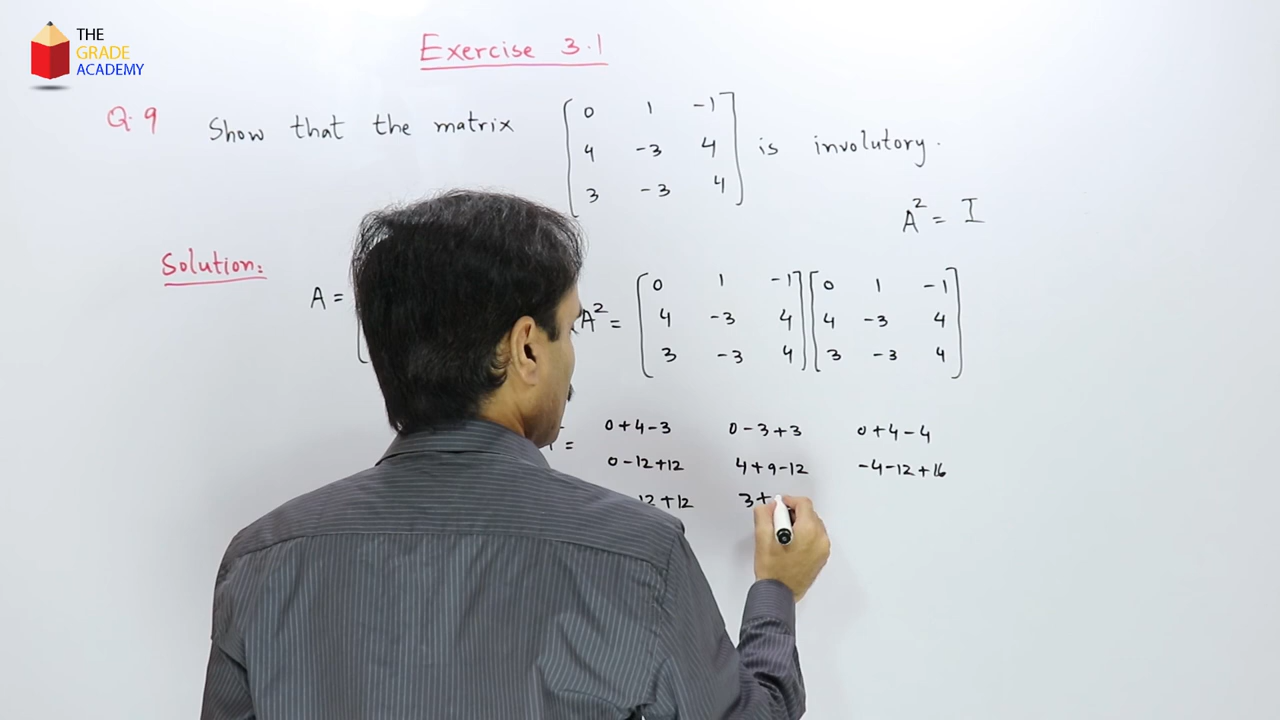 THE
GRADE
ACADEMY
Exercise 3.1
Q.9 Show that the matrix
0 1 -1
4 -3 4
3 -3 4
is involutory.
A² = I
Solution:
A =
A² =
0 1 -1
4 -3 4
3 -3 4
0 1 -1
4 -3 4
3 -3 4
=
0+4-3 0-3+3 0+4-4
0-12+12 4+9-12 -4-12+16
12+12 3+